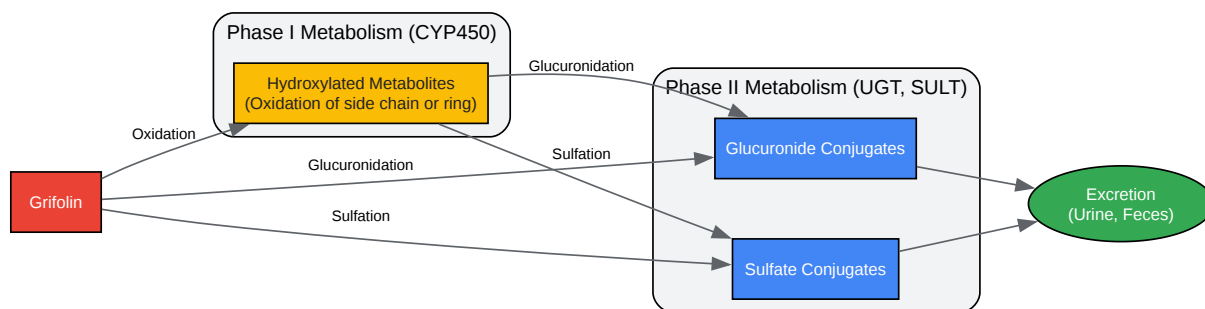 Phase I Metabolism (CYP450)
Hydroxylated Metabolites
(Oxidation of side chain or ring)
Glucuronidation
Phase II Metabolism (UGT, SULT)
Oxidation
Glucuronidation
Sulfation
Glucuronide Conjugates
Grifolin
Sulfation
Excretion
(Urine, Feces)
Sulfate Conjugates